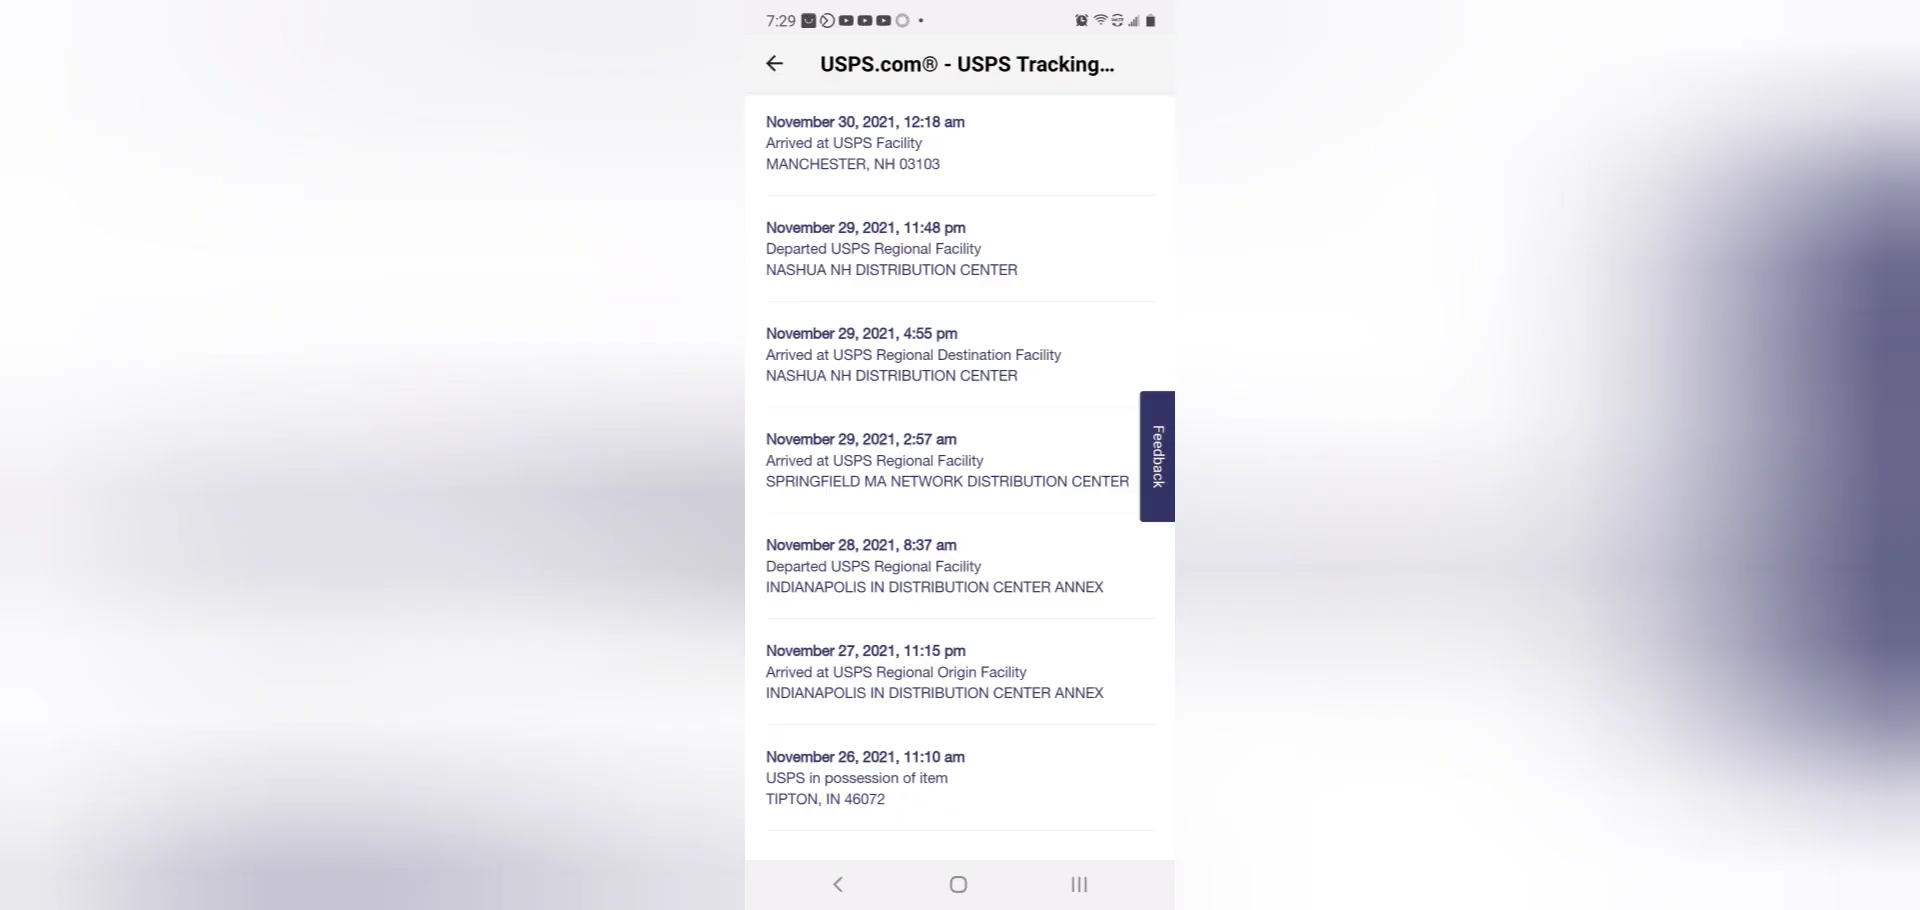 7:29
USPS.com® - USPS Tracking...
November 30, 2021, 12:18 am
Arrived at USPS Facility
MANCHESTER, NH 03103
November 29, 2021, 11:48 pm
Departed USPS Regional Facility
NASHUA NH DISTRIBUTION CENTER
November 29, 2021, 4:55 pm
Arrived at USPS Regional Destination Facility
NASHUA NH DISTRIBUTION CENTER
November 29, 2021, 2:57 am
Arrived at USPS Regional Facility
SPRINGFIELD MA NETWORK DISTRIBUTION CENTER
Feedback
November 28, 2021, 8:37 am
Departed USPS Regional Facility
INDIANAPOLIS IN DISTRIBUTION CENTER ANNEX
November 27, 2021, 11:15 pm
Arrived at USPS Regional Origin Facility
INDIANAPOLIS IN DISTRIBUTION CENTER ANNEX
November 26, 2021, 11:10 am
USPS in possession of item
TIPTON, IN 46072